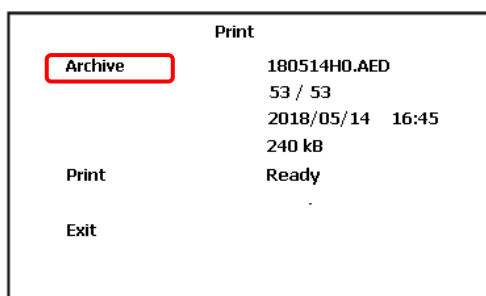 Print
Archive 180514H0.AED
53 / 53
2018/05/14 16:45
240 kB
Print Ready
.
Exit